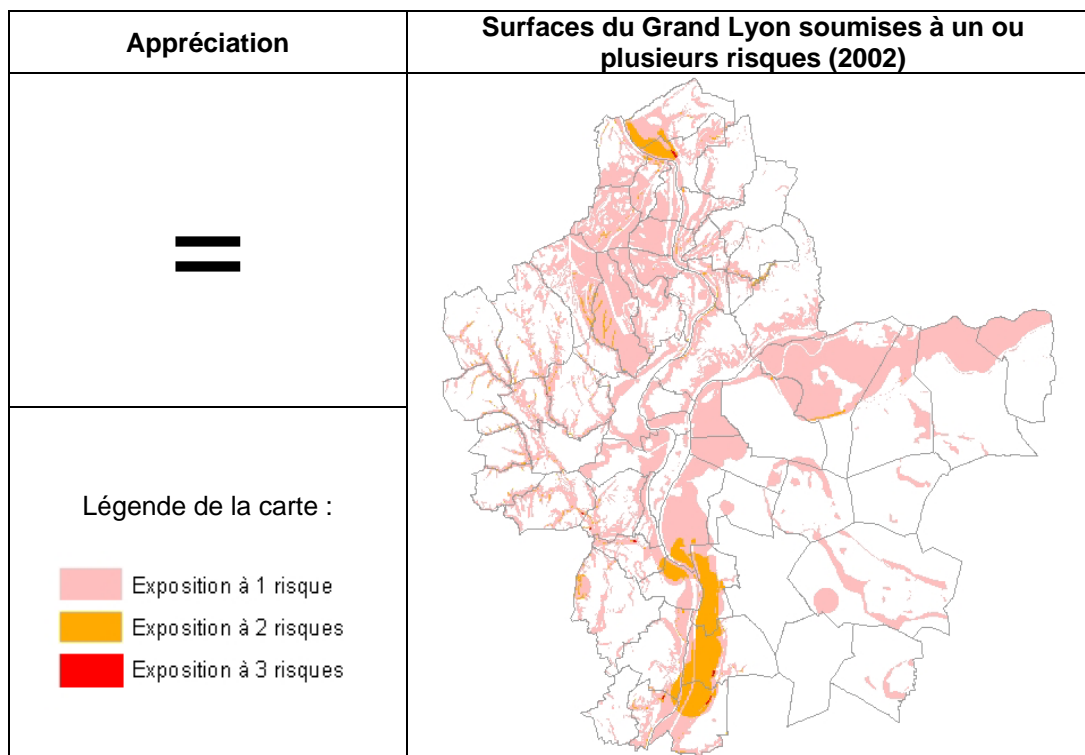 Appréciation
Surfaces du Grand Lyon soumises à un ou
plusieurs risques (2002)
=
Légende de la carte :
Exposition à 1 risque
Exposition à 2 risques
Exposition à 3 risques